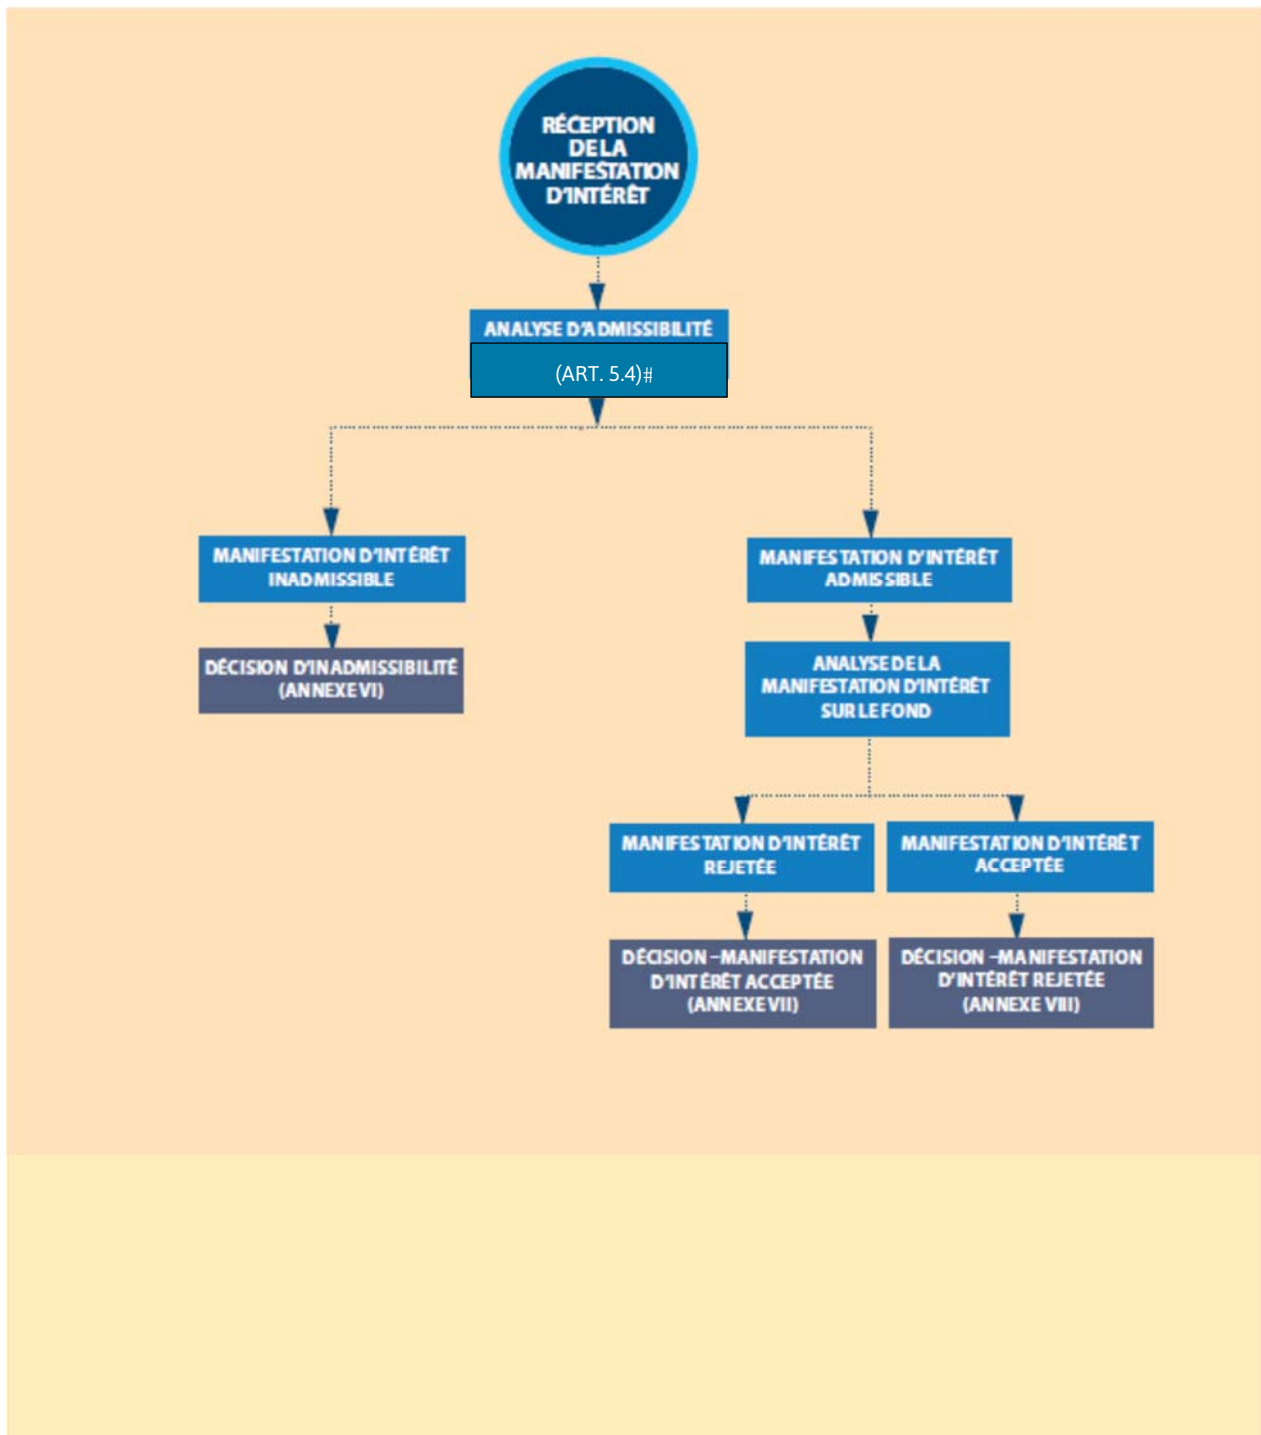 RÉCEPTION
DE LA
MANIFESTATION
D'INTÉRÊT
ANALYSE D'ADMISSIBILITÉ
(ART. 5.4)#
MANIFESTATION D'INTÉRÊT
INADMISSIBLE
MANIFESTATION D'INTÉRÊT
ADMISSIBLE
DÉCISION D'INADMISSIBILITÉ
(ANNEXE VI)
ANALYSE DE LA
MANIFESTATION D'INTÉRÊT
SUR LE FOND
MANIFESTATION D'INTÉRÊT
REJETÉE
MANIFESTATION D'INTÉRÊT
ACCEPTÉE
DÉCISION –MANIFESTATION
D'INTÉRÊT ACCEPTÉE
(ANNEXE VII)
DÉCISION –MANIFESTATION
D'INTÉRÊT REJETÉE
(ANNEXE VIII)